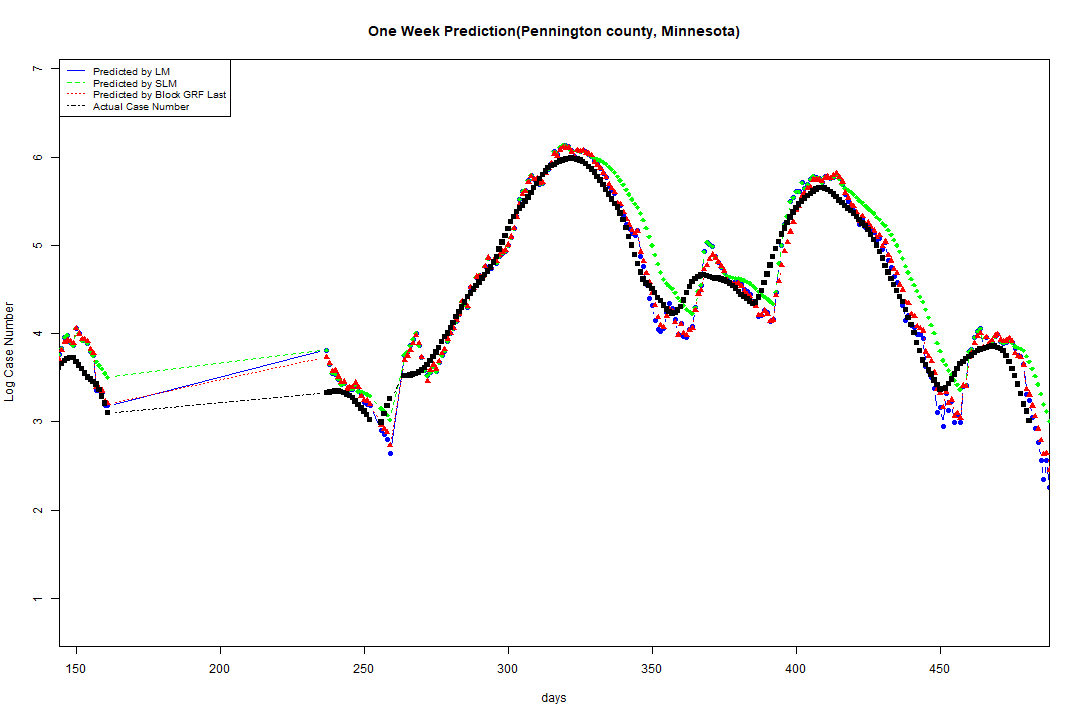 One Week Prediction(Pennington county, Minnesota)
Predicted by LM
Predicted by SLM
Predicted by Block GRF Last
Actual Case Number
7
6
5
4
3
2
1
Log Case Number
150 200 250 300 350 400 450
days